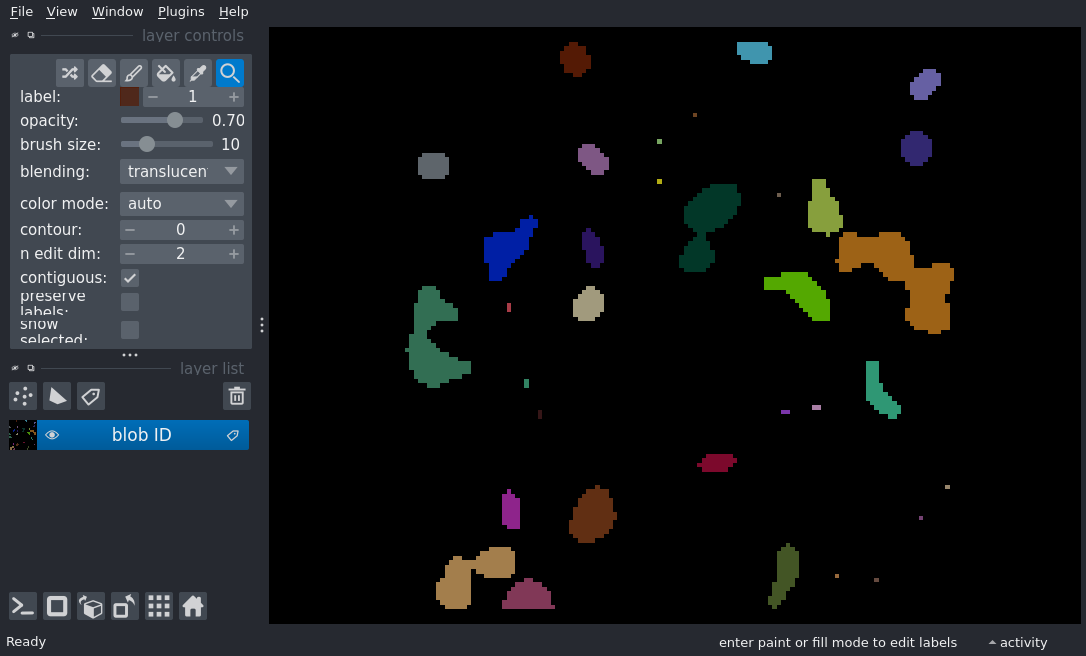 File View Window Plugins Help
layer controls
label: 1
opacity: 0.70
brush size: 10
blending: translucen
color mode: auto
contour: 0
n edit dim: 2
contiguous:
preserve
labels:
show
selected:
layer list
blob ID
Ready
enter paint or fill mode to edit labels
activity